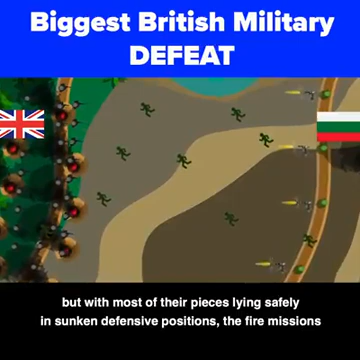 Biggest British Military
DEFEAT
but with most of their pieces lying safely
in sunken defensive positions, the fire missions